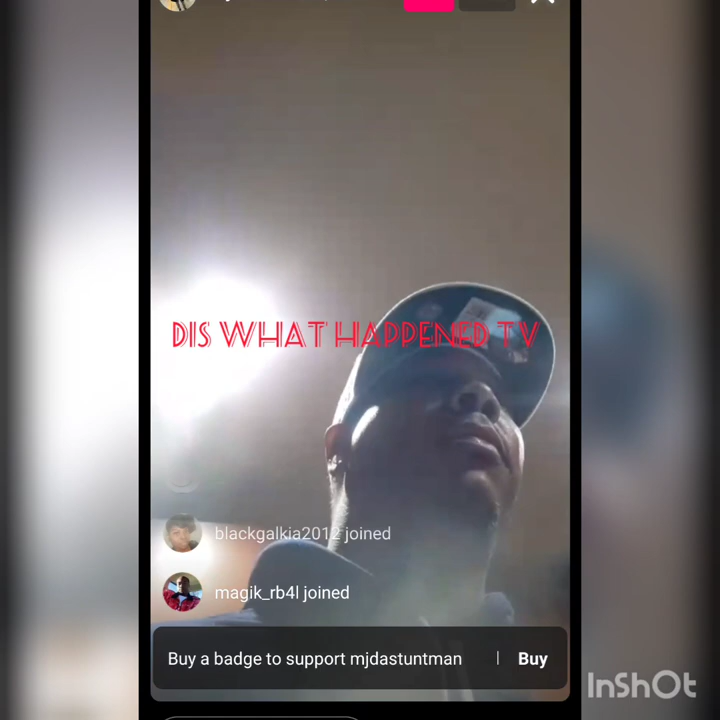 DIS WHAT HAPPENED TV
blackgalkia2012 joined
magik_rb4l joined
Buy a badge to support mjdastuntman | Buy
InShOt